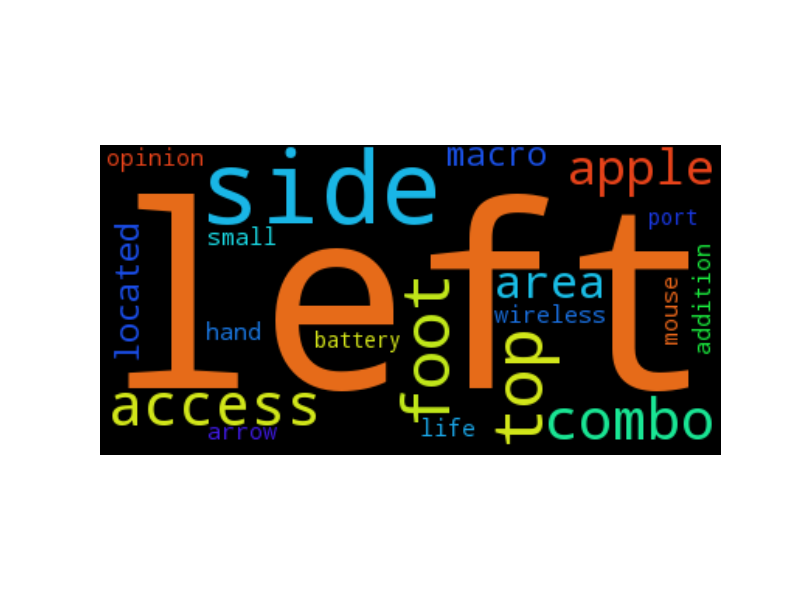 opinion
side
macro
apple
left
located
small
port
area
wireless
mouse
addition
hand
battery
foot
top
access
arrow
life
combo